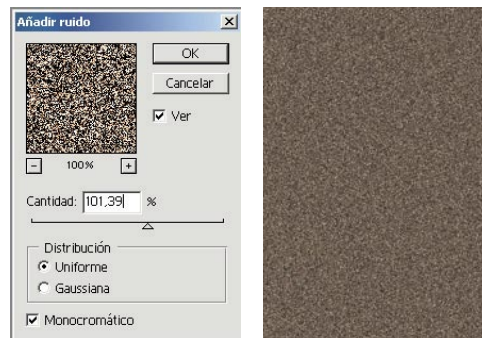 Añadir ruido
OK
Cancelar
Ver
100%
Cantidad: 101,39 %
Distribución
Uniforme
Gaussiana
Monocromático